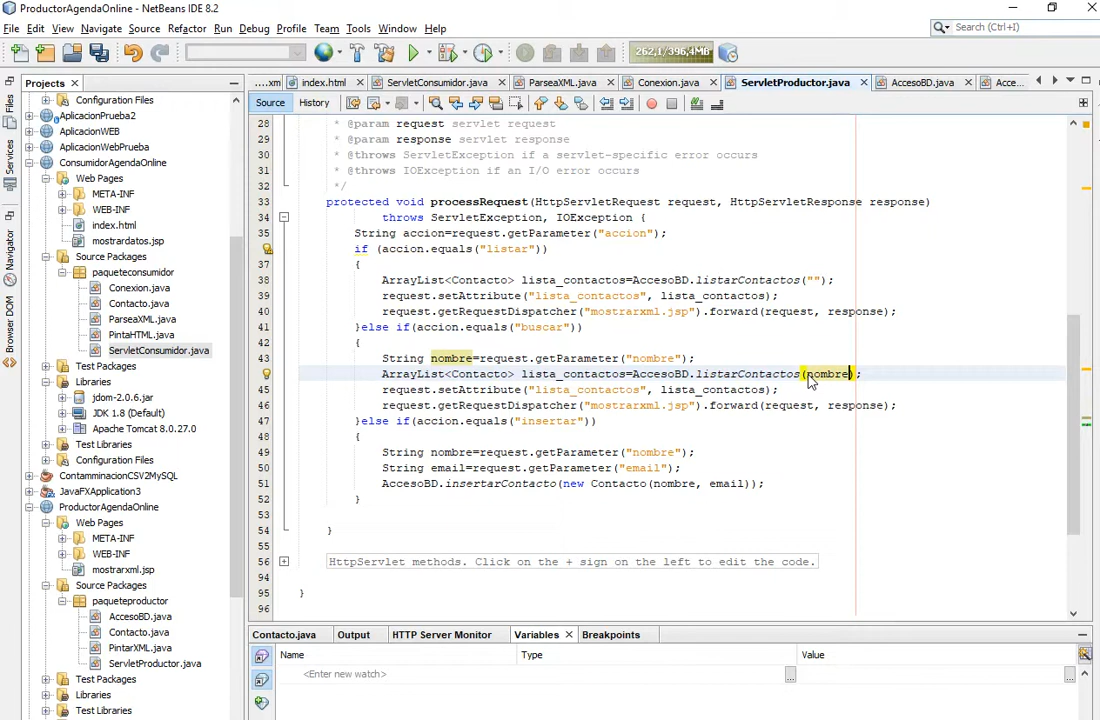 ProductorAgendaOnline - NetBeans IDE 8.2
File Edit View Navigate Source Refactor Run Debug Profile Team Tools Window Help
Search (Ctrl+I)
262,1/396,4MB
Projects
....xm index.html ServletConsumidor.java ParseaXML.java Conexion.java ServletProductor.java AccesoBD.java Acce...
Source History
Files
Services
Navigator
Browser DOM
Configuration Files
AplicacionPrueba2
AplicacionWEB
AplicacionWebPrueba
ConsumidorAgendaOnline
Web Pages
META-INF
WEB-INF
index.html
mostrardatos.jsp
Source Packages
paqueteconsumidor
Conexion.java
Contacto.java
ParseaXML.java
PintaHTML.java
ServletConsumidor.java
Test Packages
Libraries
jdom-2.0.6.jar
JDK 1.8 (Default)
Apache Tomcat 8.0.27.0
Test Libraries
Configuration Files
ContamminacionCSV2MySQL
JavaFXApplication3
ProductorAgendaOnline
Web Pages
META-INF
WEB-INF
mostrarxml.jsp
Source Packages
paqueteproductor
AccesoBD.java
Contacto.java
PintarXML.java
ServletProductor.java
Test Packages
Libraries
Test Libraries
28 * @param request servlet request
29 * @param response servlet response
30 * @throws ServletException if a servlet-specific error occurs
31 * @throws IOException if an I/O error occurs
32 */
33 protected void processRequest(HttpServletRequest request, HttpServletResponse response)
34 throws ServletException, IOException {
35 String accion=request.getParameter("accion");
if (accion.equals("listar"))
37 {
38 ArrayList<Contacto> lista_contactos=AccesoBD.listarContactos("");
39 request.setAttribute("lista_contactos", lista_contactos);
40 request.getRequestDispatcher("mostrarxml.jsp").forward(request, response);
41 }else if(accion.equals("buscar"))
42 {
43 String nombre=request.getParameter("nombre");
ArrayList<Contacto> lista_contactos=AccesoBD.listarContactos(nombre);
45 request.setAttribute("lista_contactos", lista_contactos);
46 request.getRequestDispatcher("mostrarxml.jsp").forward(request, response);
47 }else if(accion.equals("insertar"))
48 {
49 String nombre=request.getParameter("nombre");
50 String email=request.getParameter("email");
51 AccesoBD.insertarContacto(new Contacto(nombre, email));
52 }
53
54 }
55
56 HttpServlet methods. Click on the + sign on the left to edit the code.
94
95 }
96
Contacto.java Output HTTP Server Monitor Variables Breakpoints
Name Type Value
<Enter new watch>